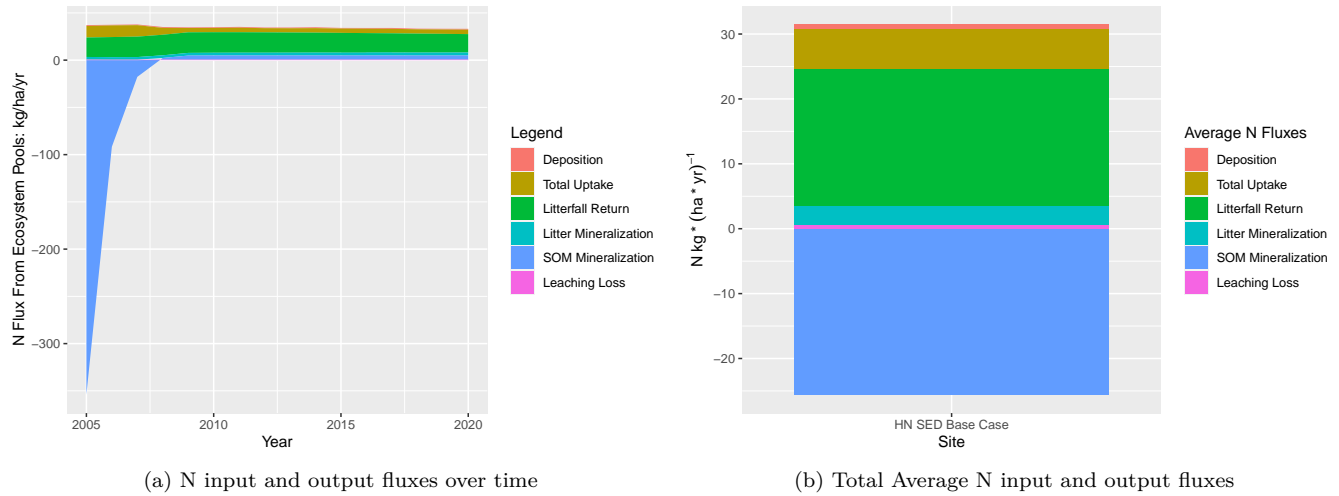 N Flux From Ecosystem Pools: kg/ha/yr
0
−100
−200
−300
2005
2010
2015
2020
Year
Legend
Deposition
Total Uptake
Litterfall Return
Litter Mineralization
SOM Mineralization
Leaching Loss
(a) N input and output fluxes over time
N kg * (ha * yr)⁻¹
30
20
10
0
−10
−20
HN SED Base Case
Site
Average N Fluxes
Deposition
Total Uptake
Litterfall Return
Litter Mineralization
SOM Mineralization
Leaching Loss
(b) Total Average N input and output fluxes